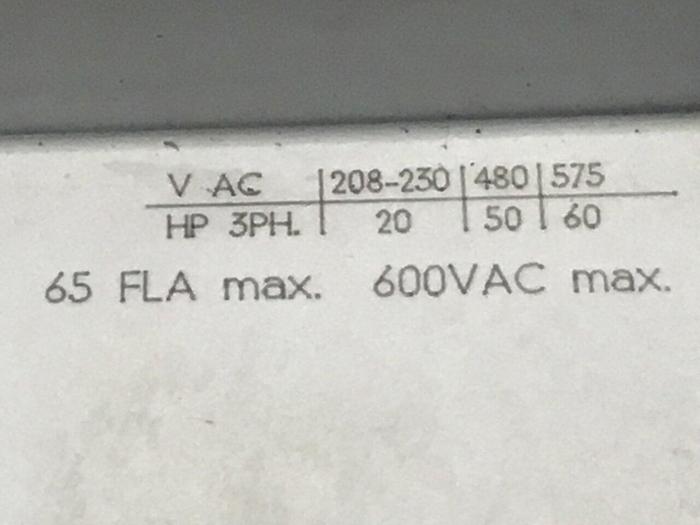 V AC 208-230 480 575
HP 3PH. 20 50 60
65 FLA max. 600VAC max.